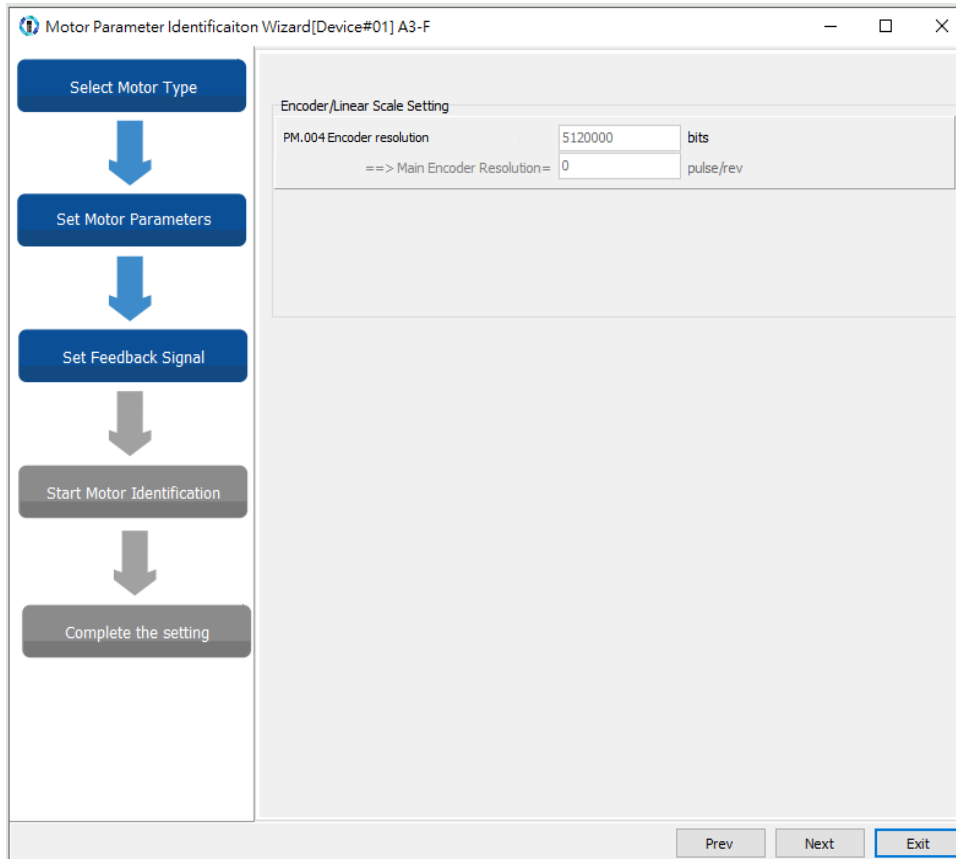 Motor Parameter Identificaiton Wizard[Device#01] A3-F
Select Motor Type
Set Motor Parameters
Set Feedback Signal
Start Motor Identification
Complete the setting
Encoder/Linear Scale Setting
PM.004 Encoder resolution 5120000 bits
==> Main Encoder Resolution= 0 pulse/rev
Prev Next Exit